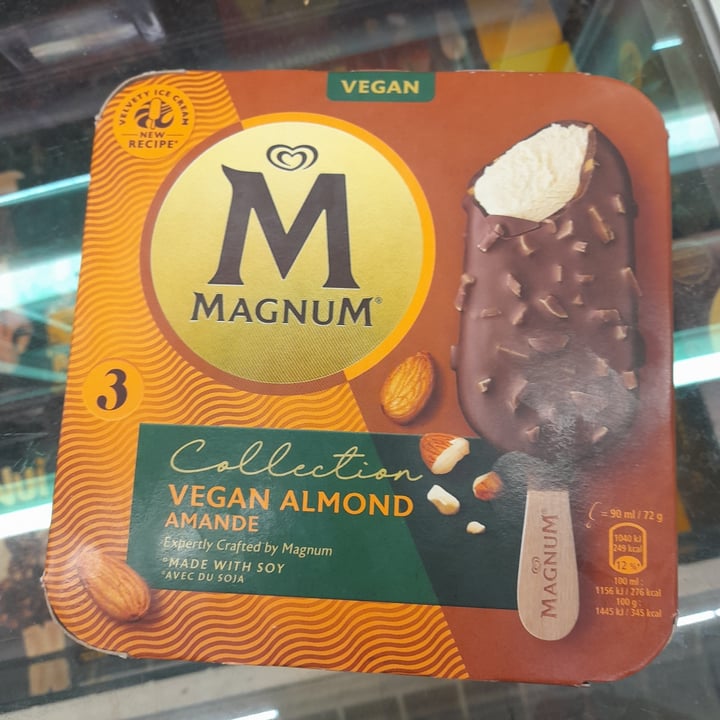 VEGAN
VELVETY ICE CREAM
NEW
RECIPE*
M
MAGNUM®
3
Collection
VEGAN ALMOND
AMANDE
Expertly Crafted by Magnum
°MADE WITH SOY
°AVEC DU SOJA
MAGNUM
= 90 ml / 72 g
1040 kJ
249 kcal
12 %*
100 ml :
1156 kJ / 276 kcal
100 g :
1445 kJ / 345 kcal